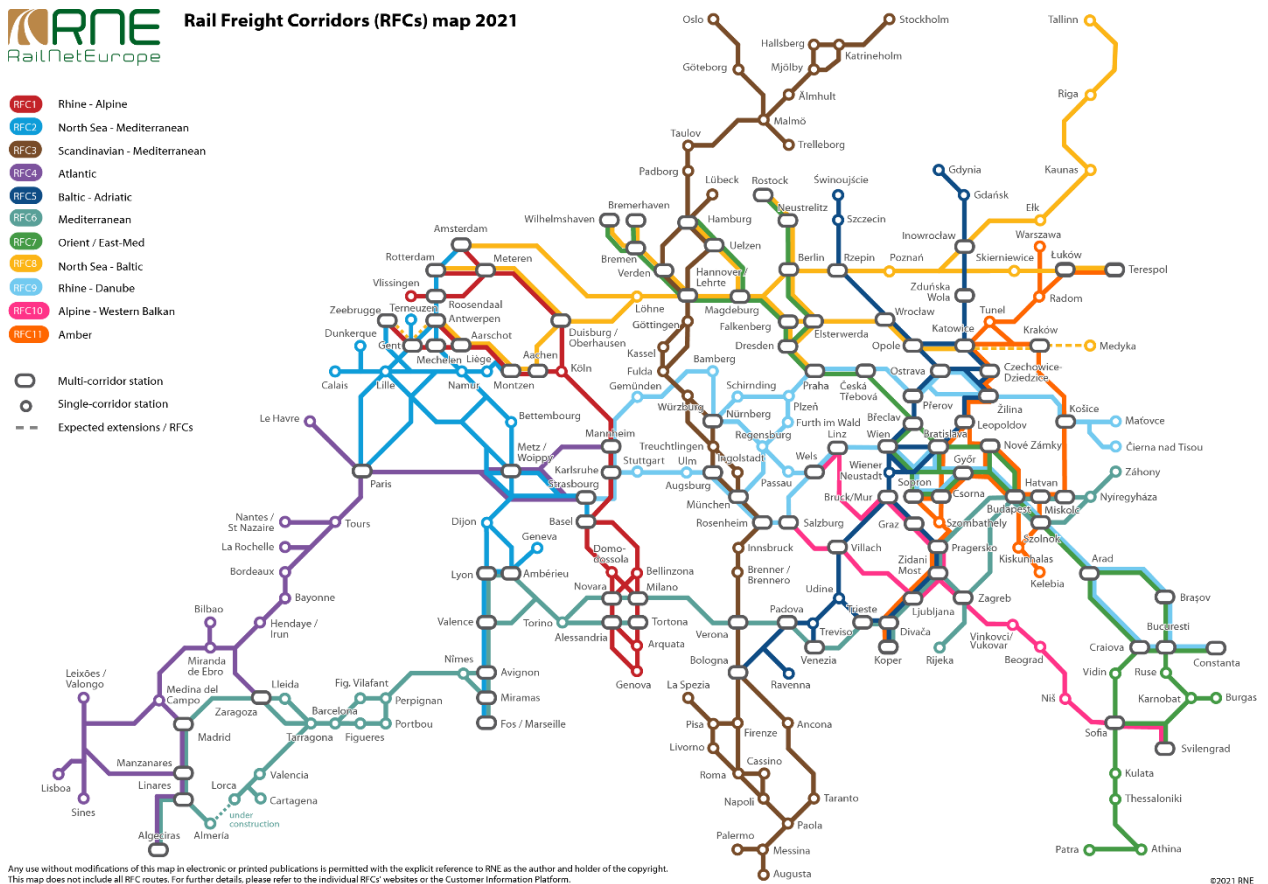 RNE
RailNetEurope
Rail Freight Corridors (RFCs) map 2021
RFC1 Rhine - Alpine
RFC2 North Sea - Mediterranean
RFC3 Scandinavian - Mediterranean
RFC4 Atlantic
RFC5 Baltic - Adriatic
RFC6 Mediterranean
RFC7 Orient / East-Med
RFC8 North Sea - Baltic
RFC9 Rhine - Danube
RFC10 Alpine - Western Balkan
RFC11 Amber
Multi-corridor station
Single-corridor station
Expected extensions / RFCs
Oslo
Stockholm
Tallinn
Hallsberg
Katrineholm
Göteborg
Mjölby
Älmhult
Riga
Malmö
Taulov
Trelleborg
Padborg
Kaunas
Lübeck
Rostock
Świnoujście
Gdynia
Gdańsk
Wilhelmshaven
Bremerhaven
Hamburg
Neustrelitz
Szczecin
Ełk
Amsterdam
Uelzen
Inowrocław
Warszawa
Rotterdam
Meteren
Bremen
Verden
Hannover /
Lehrte
Berlin
Rzepin
Poznań
Skierniewice
Łuków
Terespol
Vlissingen
Roosendaal
Zduńska
Wola
Radom
Zeebrugge
Terneuzen
Antwerpen
Löhne
Magdeburg
Wrocław
Tunel
Dunkerque
Aarschot
Duisburg /
Oberhausen
Göttingen
Falkenberg
Elsterwerda
Katowice
Kraków
Gent
Mechelen
Liège
Aachen
Kassel
Dresden
Opole
Medyka
Calais
Lille
Namur
Montzen
Köln
Fulda
Bamberg
Praha
Česká
Třebová
Ostrava
Czechowice-
Dziedzice
Gemünden
Schirnding
Würzburg
Nürnberg
Plzeň
Přerov
Žilina
Le Havre
Bettembourg
Furth im Wald
Břeclav
Leopoldov
Košice
Maťovce
Mannheim
Treuchtlingen
Regensburg
Linz
Wien
Bratislava
Nové Zámky
Čierna nad Tisou
Metz /
Woippy
Karlsruhe
Stuttgart
Ulm
Ingolstadt
Wels
Győr
Paris
Strasbourg
Augsburg
Passau
Wiener
Neustadt
Sopron
Csorna
Hatvan
Záhony
München
Bruck/Mur
Budapest
Miskolc
Nyíregyháza
Nantes /
St Nazaire
Tours
Dijon
Basel
Rosenheim
Salzburg
Graz
Szombathely
Szolnok
La Rochelle
Geneva
Domo-
dossola
Innsbruck
Villach
Zidani
Most
Pragersko
Kiskunhalas
Arad
Bordeaux
Lyon
Ambérieu
Bellinzona
Brenner /
Brennero
Kelebia
Bayonne
Novara
Milano
Udine
Ljubljana
Zagreb
Brașov
Bilbao
Hendaye /
Irun
Valence
Torino
Alessandria
Tortona
Verona
Padova
Treviso
Trieste
Divača
Vinkovci/
Vukovar
Bucuresti
Miranda
de Ebro
Arquata
Bologna
Venezia
Koper
Rijeka
Beograd
Craiova
Constanta
Leixões /
Valongo
Nîmes
Avignon
Genova
Ravenna
Vidin
Ruse
Medina del
Campo
Lleida
Fig. Vilafant
Perpignan
Miramas
La Spezia
Niš
Karnobat
Burgas
Zaragoza
Barcelona
Madrid
Tarragona
Figueres
Portbou
Fos / Marseille
Pisa
Firenze
Ancona
Sofia
Svilengrad
Manzanares
Livorno
Lisboa
Linares
Lorca
Valencia
Roma
Cassino
Kulata
Sines
Cartagena
Napoli
Taranto
Thessaloniki
under
construction
Algeciras
Almería
Paola
Palermo
Messina
Patra
Athina
Augusta
Any use without modifications of this map in electronic or printed publications is permitted with the explicit reference to RNE as the author and holder of the copyright.
This map does not include all RFC routes. For further details, please refer to the individual RFCs' websites or the Customer Information Platform.
©2021 RNE